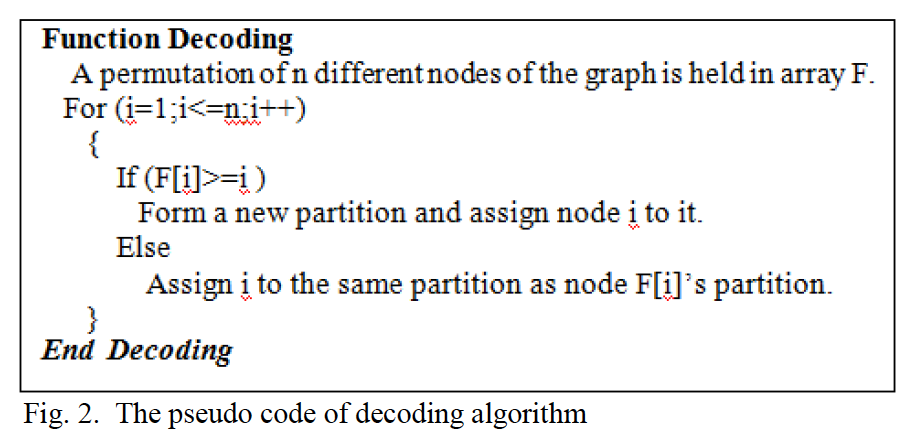 Function Decoding
A permutation of n different nodes of the graph is held in array F.
For (i=1;i<=n;i++)
{
If (F[i]>=i )
Form a new partition and assign node i to it.
Else
Assign i to the same partition as node F[i]’s partition.
}
End Decoding
Fig. 2. The pseudo code of decoding algorithm